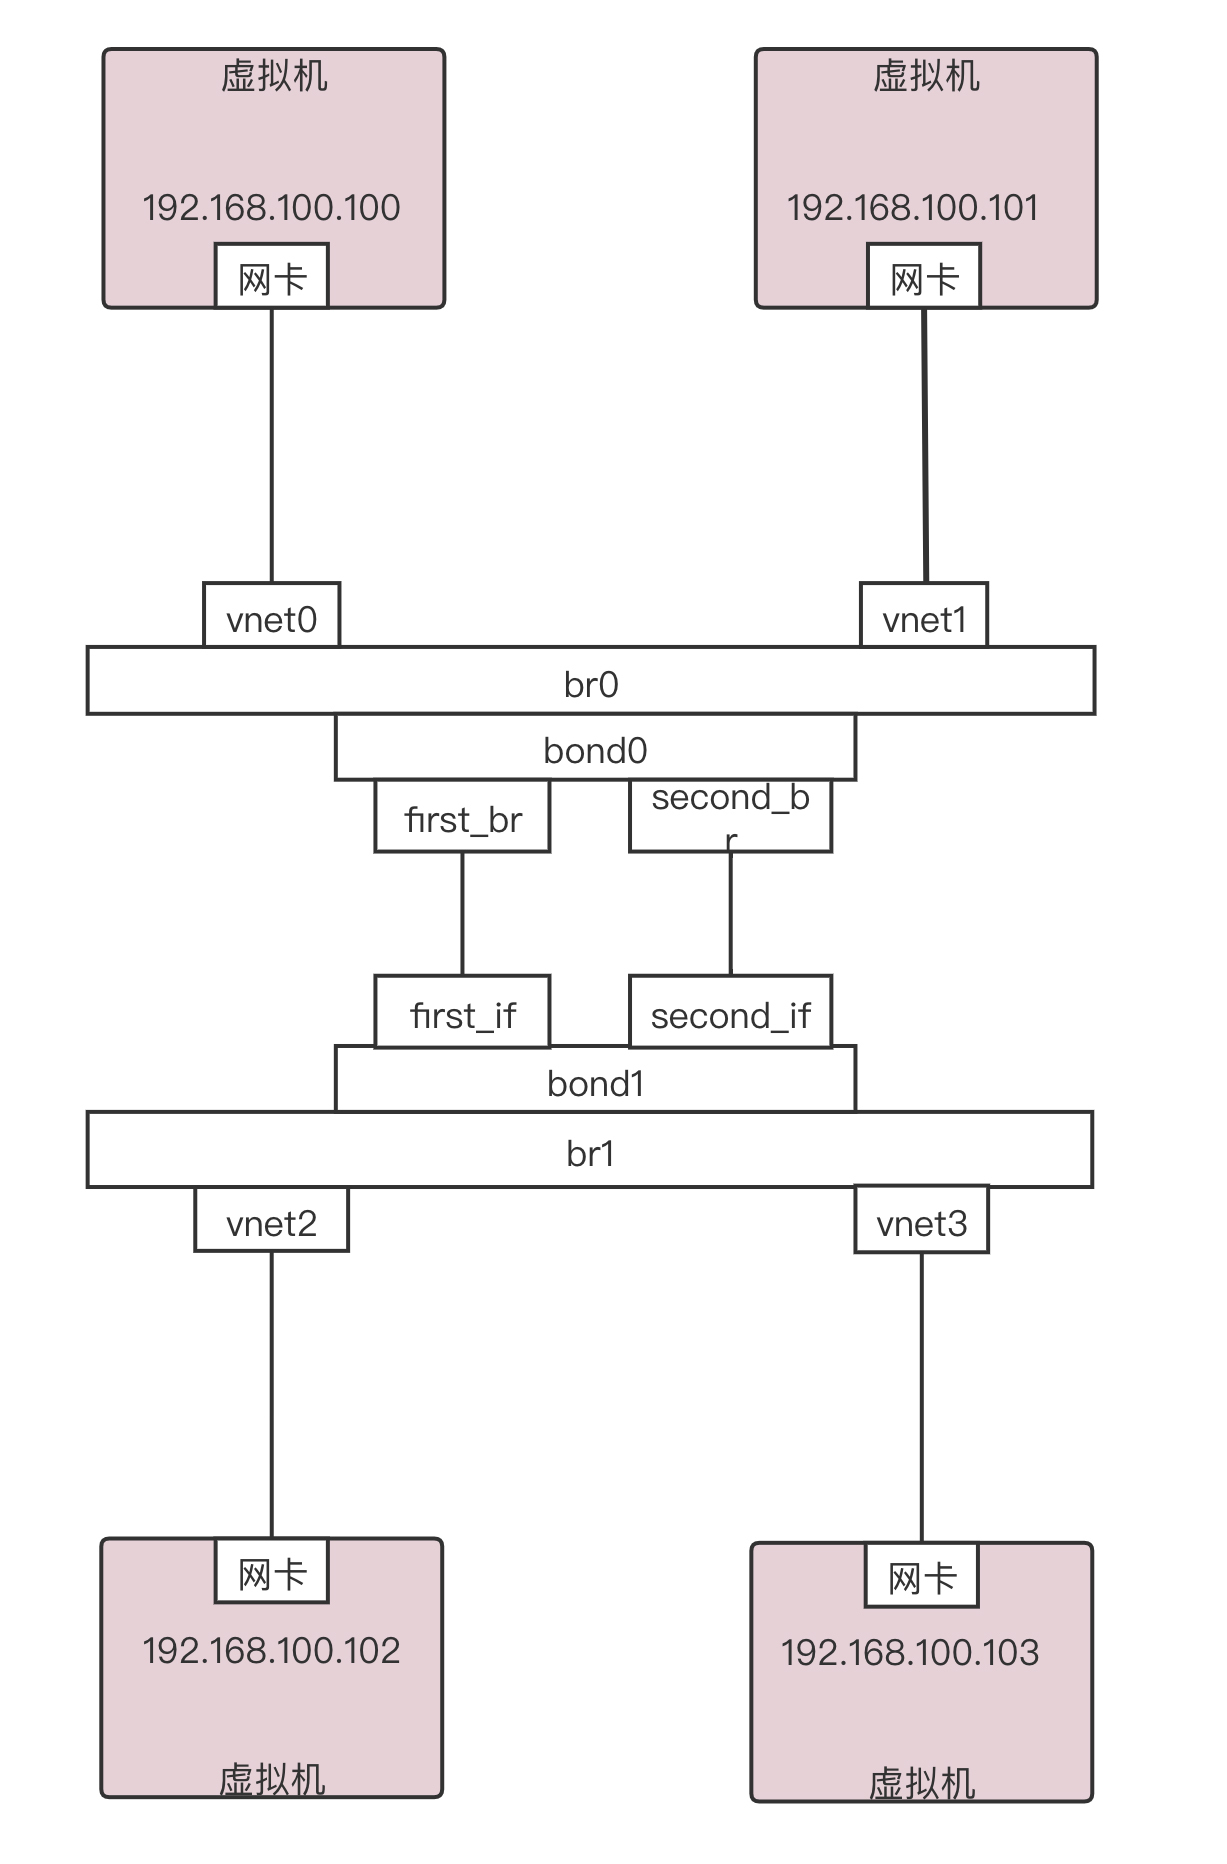 虚拟机
虚拟机
192.168.100.100
192.168.100.101
网卡
网卡
vnet0
vnet1
br0
bond0
first_br
second_b
r
first_if
second_if
bond1
br1
vnet2
vnet3
网卡
网卡
192.168.100.102
192.168.100.103
虚拟机
虚拟机